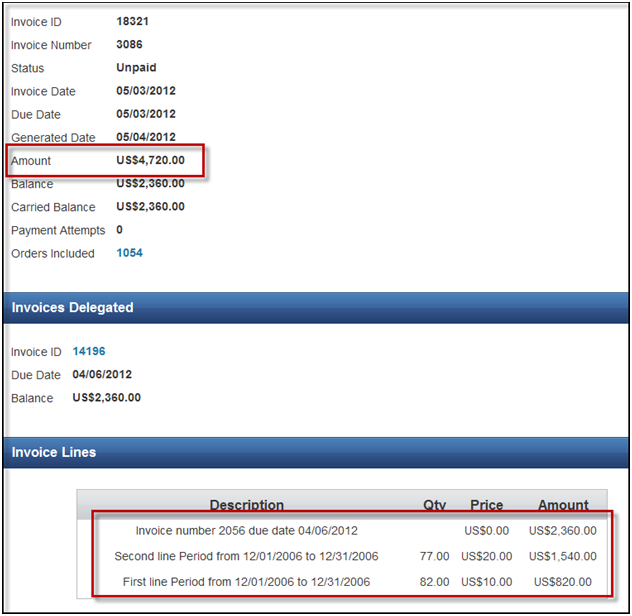 Invoice ID 18321
Invoice Number 3086
Status Unpaid
Invoice Date 05/03/2012
Due Date 05/03/2012
Generated Date 05/04/2012
Amount US$4,720.00
Balance US$2,360.00
Carried Balance US$2,360.00
Payment Attempts 0
Orders Included 1054
Invoices Delegated
Invoice ID 14196
Due Date 04/06/2012
Balance US$2,360.00
Invoice Lines
Description Qty Price Amount
Invoice number 2056 due date 04/06/2012 US$0.00 US$2,360.00
Second line Period from 12/01/2006 to 12/31/2006 77.00 US$20.00 US$1,540.00
First line Period from 12/01/2006 to 12/31/2006 82.00 US$10.00 US$820.00